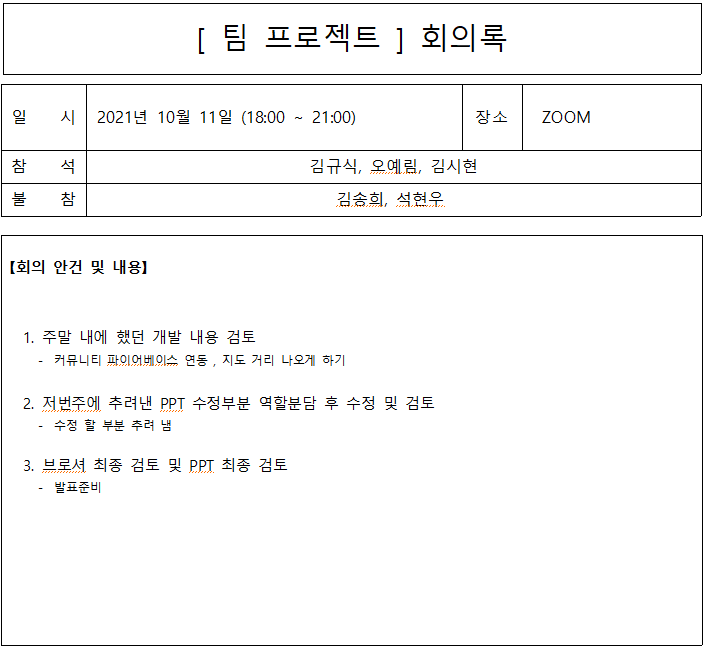 [ 팀 프로젝트 ] 회의록
일 시 2021년 10월 11일 (18:00 ~ 21:00) 장소 ZOOM
참 석 김규식, 오예림, 김시현
불 참 김송희, 석현우
【회의 안건 및 내용】
1. 주말 내에 했던 개발 내용 검토
- 커뮤니티 파이어베이스 연동 , 지도 거리 나오게 하기
2. 저번주에 추려낸 PPT 수정부분 역할분담 후 수정 및 검토
- 수정 할 부분 추려 냄
3. 브로셔 최종 검토 및 PPT 최종 검토
- 발표준비